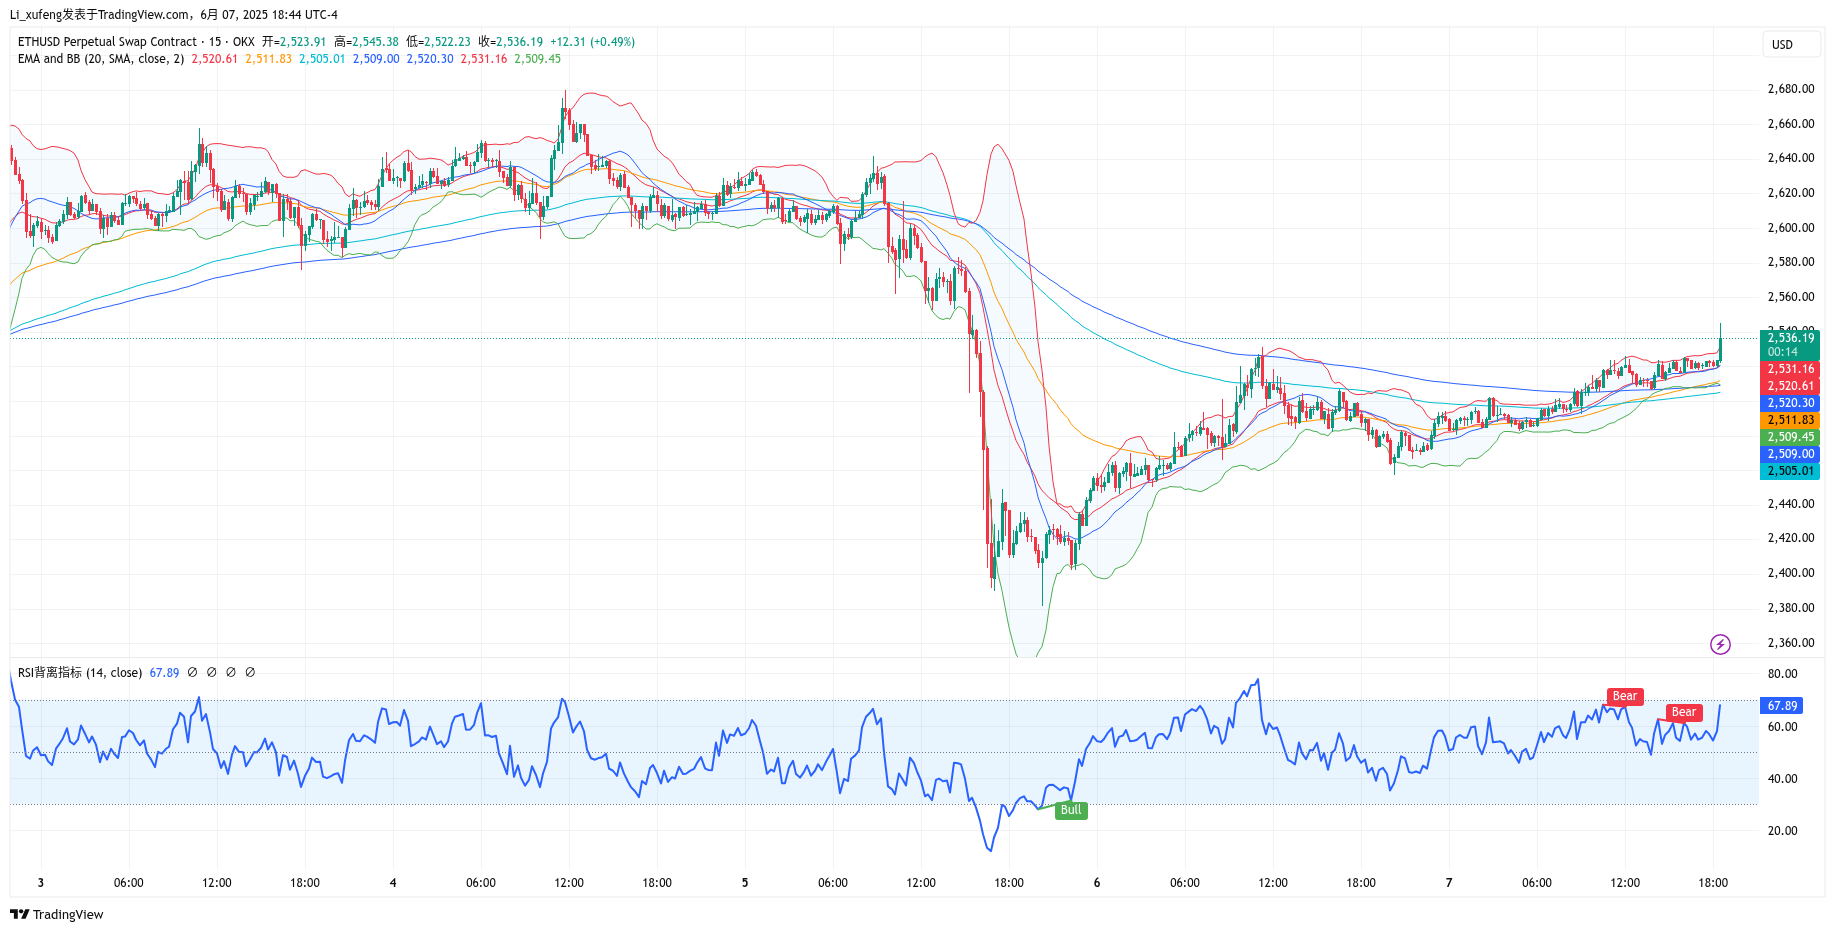 Li_xufeng发表于TradingView.com，6月 07, 2025 18:44 UTC-4
ETHUSD Perpetual Swap Contract · 15 · OKX 开=2,523.91 高=2,545.38 低=2,522.23 收=2,536.19 +12.31 (+0.49%)
USD
EMA and BB (20, SMA, close, 2) 2,520.61 2,511.83 2,505.01 2,509.00 2,520.30 2,531.16 2,509.45
2,680.00
2,660.00
2,640.00
2,620.00
2,600.00
2,580.00
2,560.00
2,540.00
2,536.19
00:14
2,531.16
2,520.61
2,520.30
2,511.83
2,509.45
2,509.00
2,505.01
2,440.00
2,420.00
2,400.00
2,380.00
2,360.00
RSI背离指标 (14, close) 67.89 ∅ ∅ ∅ ∅
80.00
Bear
67.89
Bear
60.00
40.00
Bull
20.00
3 06:00 12:00 18:00 4 06:00 12:00 18:00 5 06:00 12:00 18:00 6 06:00 12:00 18:00 7 06:00 12:00 18:00
TradingView